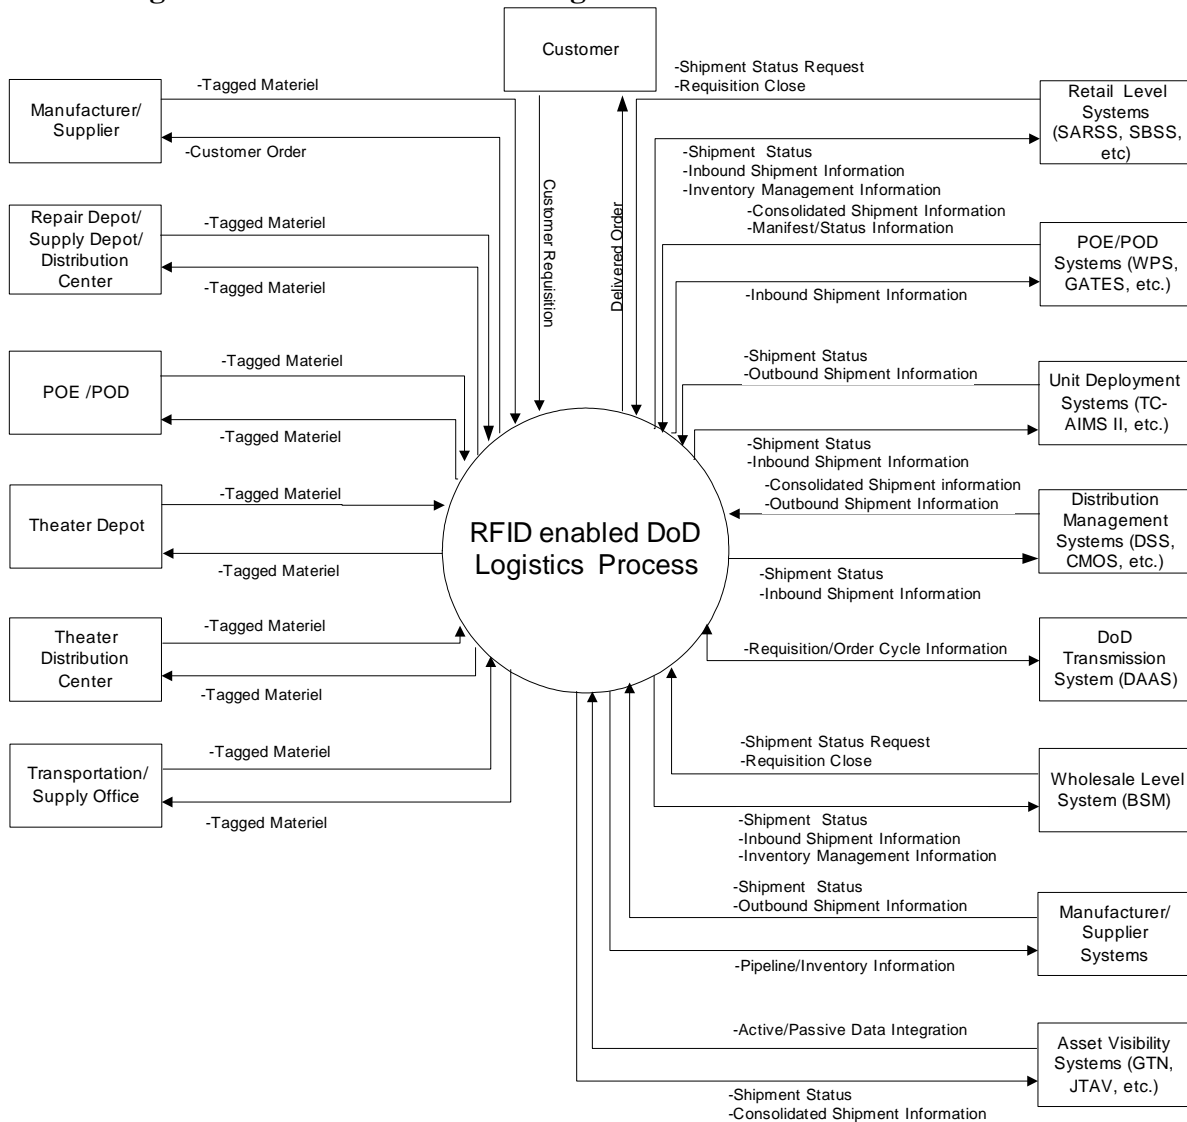 Customer
-Tagged Materiel
Manufacturer/
Supplier
-Customer Order
-Shipment Status Request
-Requisition Close
Retail Level
Systems
(SARSS, SBSS,
etc)
-Shipment Status
-Inbound Shipment Information
-Inventory Management Information
Customer Requisition
Delivered Order
Repair Depot/
Supply Depot/
Distribution
Center
-Tagged Materiel
-Tagged Materiel
-Consolidated Shipment Information
-Manifest/Status Information
POE/POD
Systems (WPS,
GATES, etc.)
-Inbound Shipment Information
POE /POD
-Tagged Materiel
-Tagged Materiel
-Shipment Status
-Outbound Shipment Information
Unit Deployment
Systems (TC-
AIMS II, etc.)
-Shipment Status
-Inbound Shipment Information
Theater Depot
-Tagged Materiel
-Tagged Materiel
RFID enabled DoD
Logistics Process
-Consolidated Shipment information
-Outbound Shipment Information
Distribution
Management
Systems (DSS,
CMOS, etc.)
-Shipment Status
-Inbound Shipment Information
Theater
Distribution
Center
-Tagged Materiel
-Tagged Materiel
-Requisition/Order Cycle Information
DoD
Transmission
System (DAAS)
Transportation/
Supply Office
-Tagged Materiel
-Tagged Materiel
-Shipment Status Request
-Requisition Close
Wholesale Level
System (BSM)
-Shipment Status
-Inbound Shipment Information
-Inventory Management Information
-Shipment Status
-Outbound Shipment Information
Manufacturer/
Supplier
Systems
-Pipeline/Inventory Information
-Active/Passive Data Integration
Asset Visibility
Systems (GTN,
JTAV, etc.)
-Shipment Status
-Consolidated Shipment Information